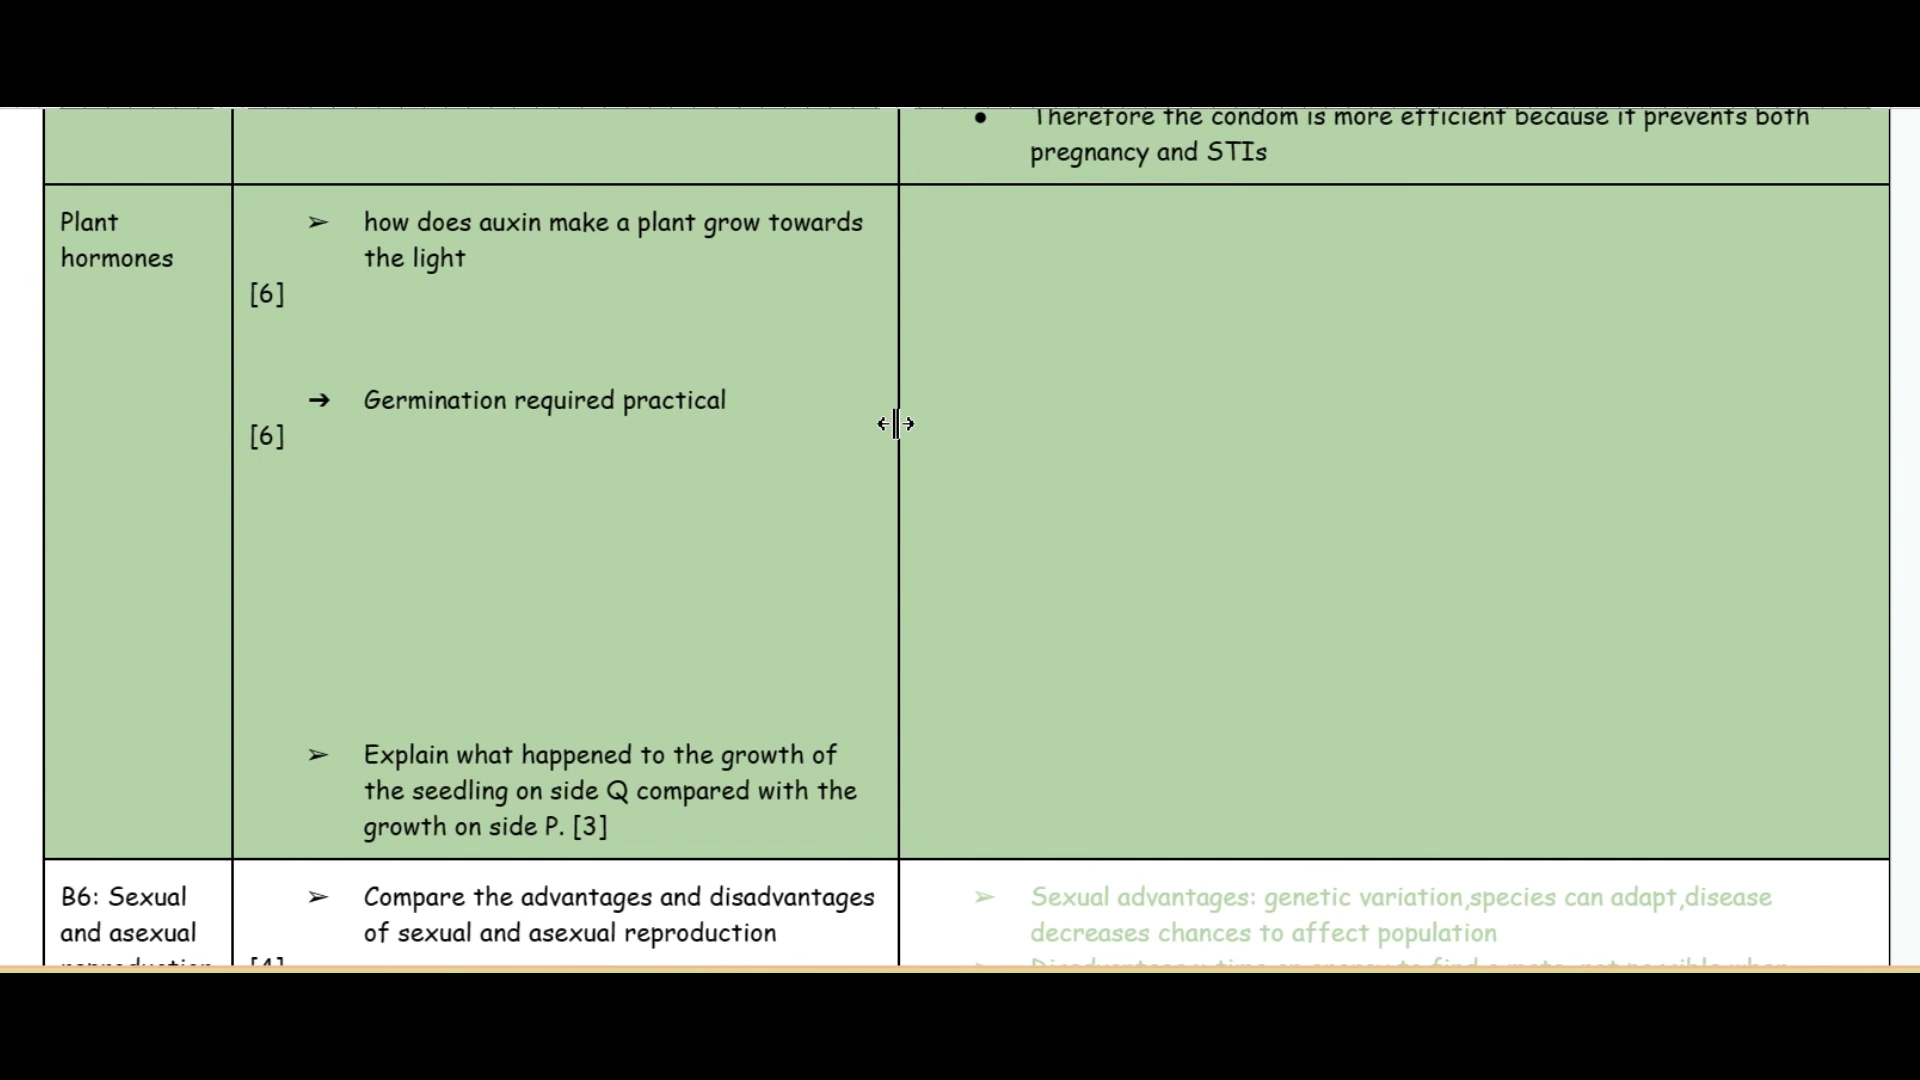 Therefore the condom is more efficient because it prevents both
pregnancy and STIs
Plant
hormones
➢ how does auxin make a plant grow towards
the light
[6]
➔ Germination required practical
[6]
➢ Explain what happened to the growth of
the seedling on side Q compared with the
growth on side P. [3]
B6: Sexual
and asexual
reproduction
➢ Compare the advantages and disadvantages
of sexual and asexual reproduction
[4]
➢ Sexual advantages: genetic variation,species can adapt,disease
decreases chances to affect population